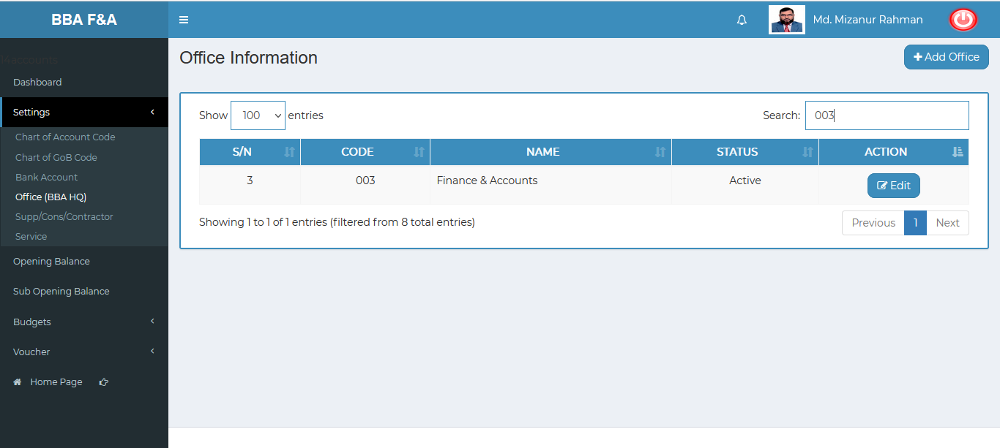 BBA F&A
Md. Mizanur Rahman
14accounts
Dashboard
Settings
Chart of Account Code
Chart of GoB Code
Bank Account
Office (BBA HQ)
Supp/Cons/Contractor
Service
Opening Balance
Sub Opening Balance
Budgets
Voucher
Home Page
Office Information
Add Office
Show 100 entries
Search: 003
S/N CODE NAME STATUS ACTION
3 003 Finance & Accounts Active Edit
Showing 1 to 1 of 1 entries (filtered from 8 total entries)
Previous 1 Next